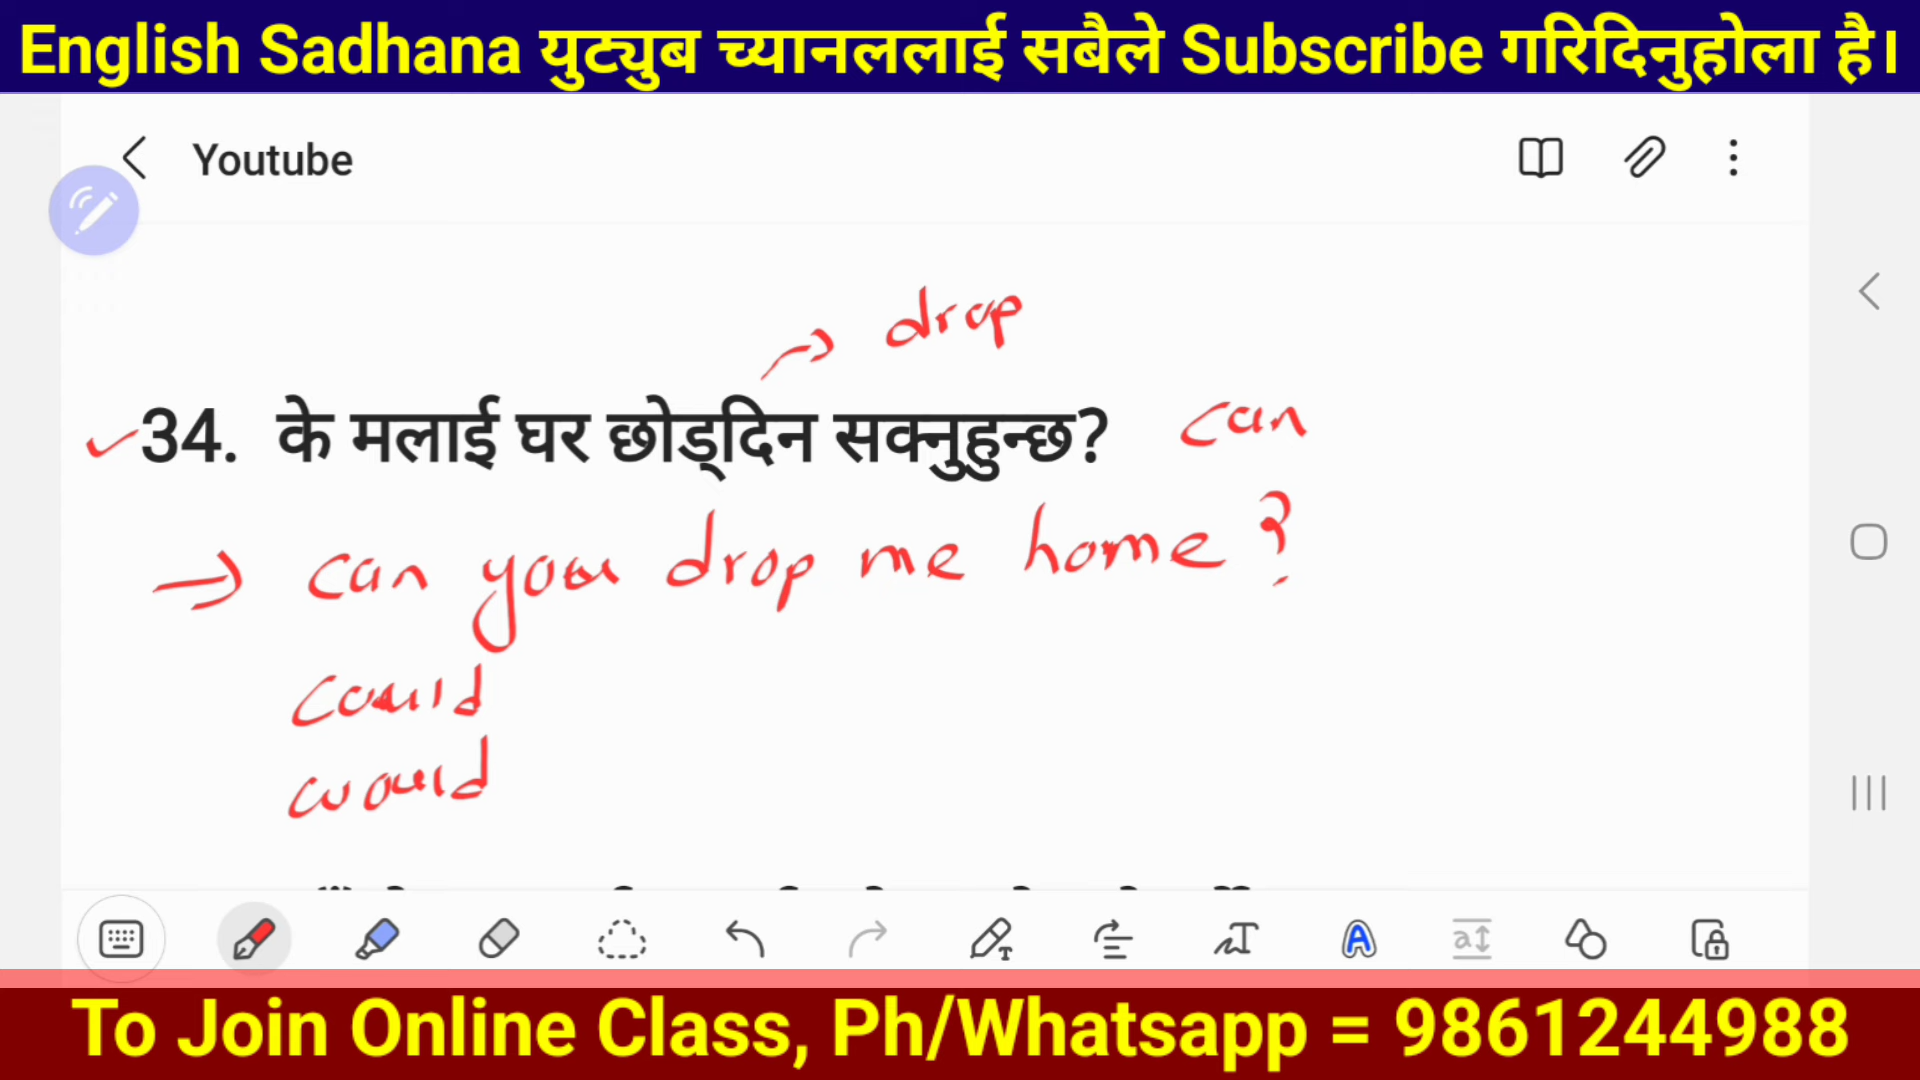 English Sadhana युट्युब च्यानललाई सबैले Subscribe गरिदिनुहोला है।
Youtube
→ drop
34. के मलाई घर छोड्दिन सक्नुहुन्छ? can
→ can you drop me home?
could
would
To Join Online Class, Ph/Whatsapp = 9861244988